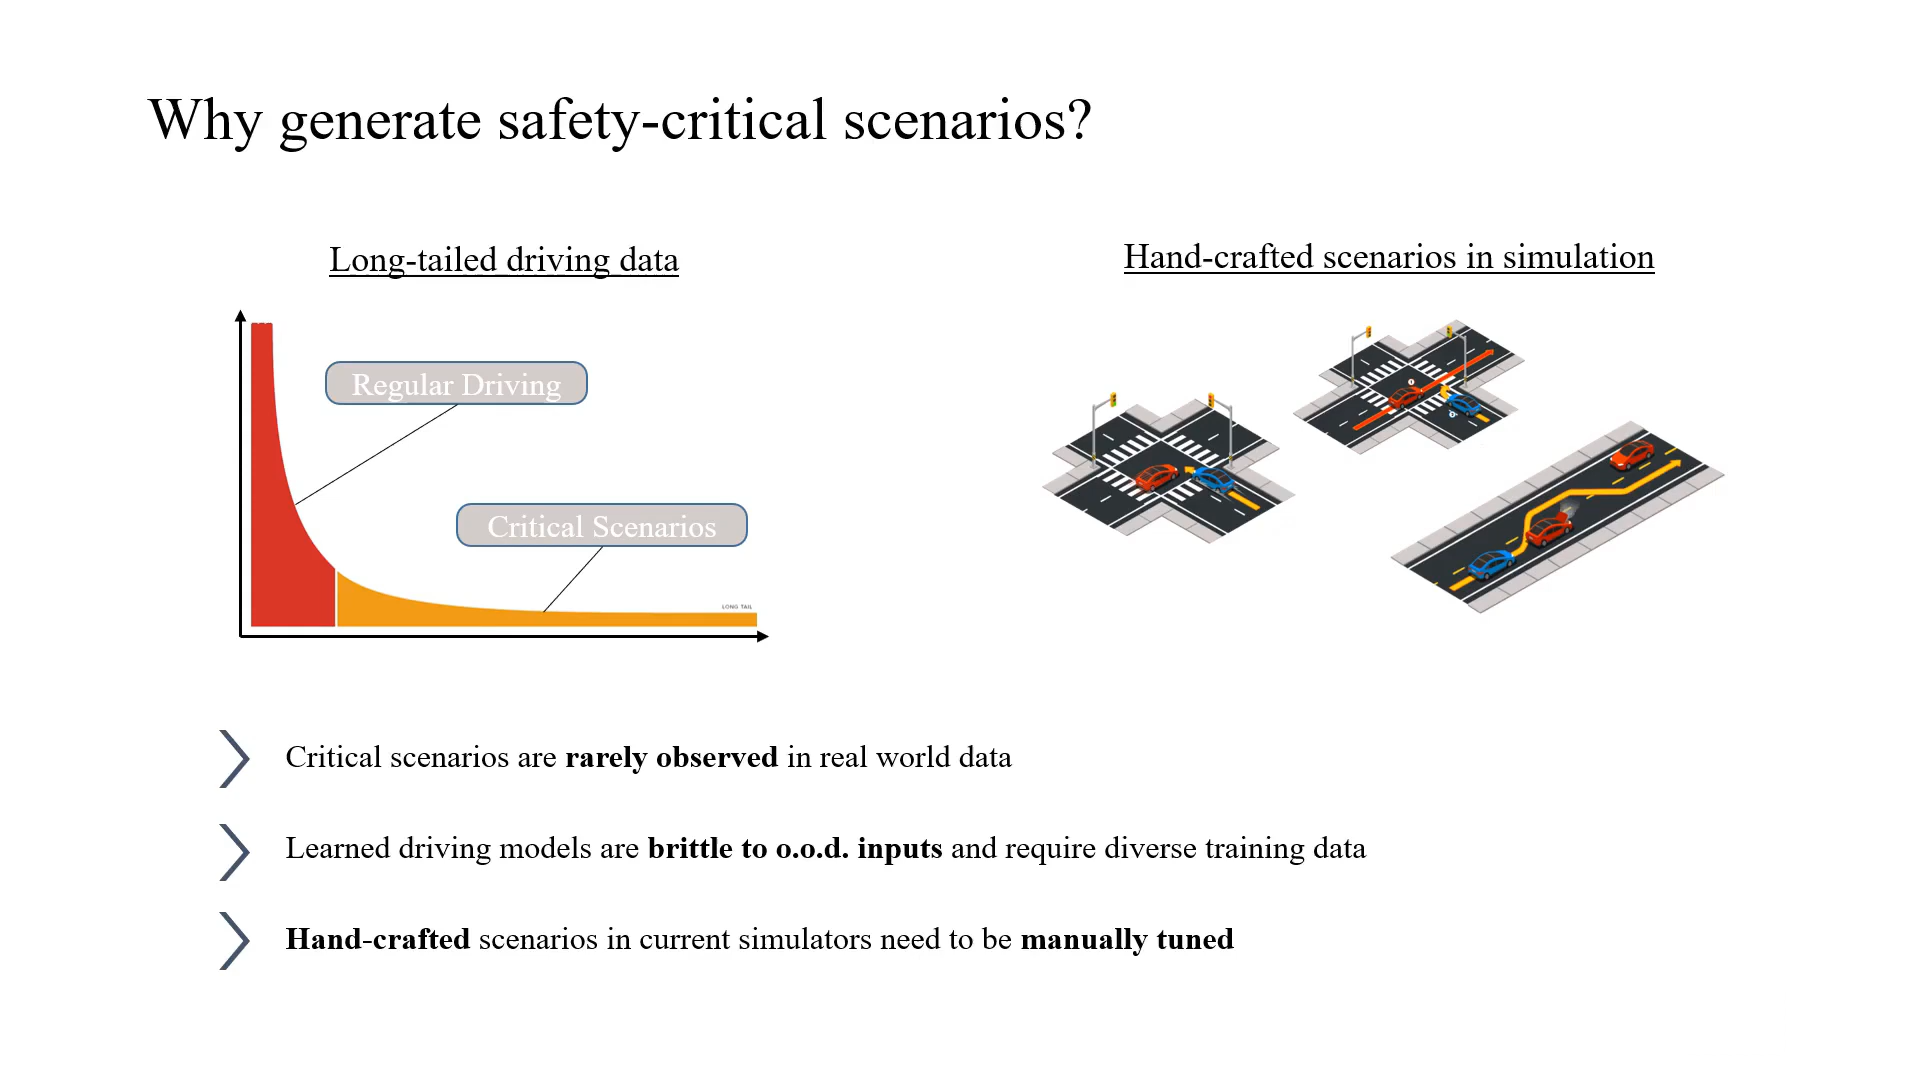 Why generate safety-critical scenarios?
Long-tailed driving data
Regular Driving
Critical Scenarios
LONG TAIL
Hand-crafted scenarios in simulation
Critical scenarios are rarely observed in real world data
Learned driving models are brittle to o.o.d. inputs and require diverse training data
Hand-crafted scenarios in current simulators need to be manually tuned